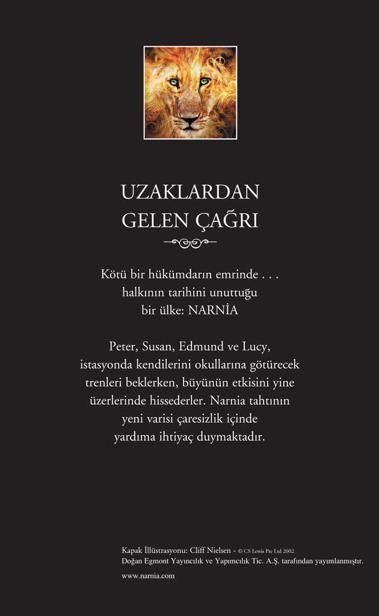 UZAKLARDAN
GELEN ÇAĞRI
Kötü bir hükümdarın emrinde . . .
halkının tarihini unuttuğu
bir ülke: NARNİA
Peter, Susan, Edmund ve Lucy,
istasyonda kendilerini okullarına götürecek
trenleri beklerken, büyünün etkisini yine
üzerlerinde hissederler. Narnia tahtının
yeni varisi çaresizlik içinde
yardıma ihtiyaç duymaktadır.
Kapak İllüstrasyonu: Cliff Nielsen - © CS Lewis Pte Ltd 2002
Doğan Egmont Yayıncılık ve Yapımcılık Tic. A.Ş. tarafından yayımlanmıştır.
www.narnia.com